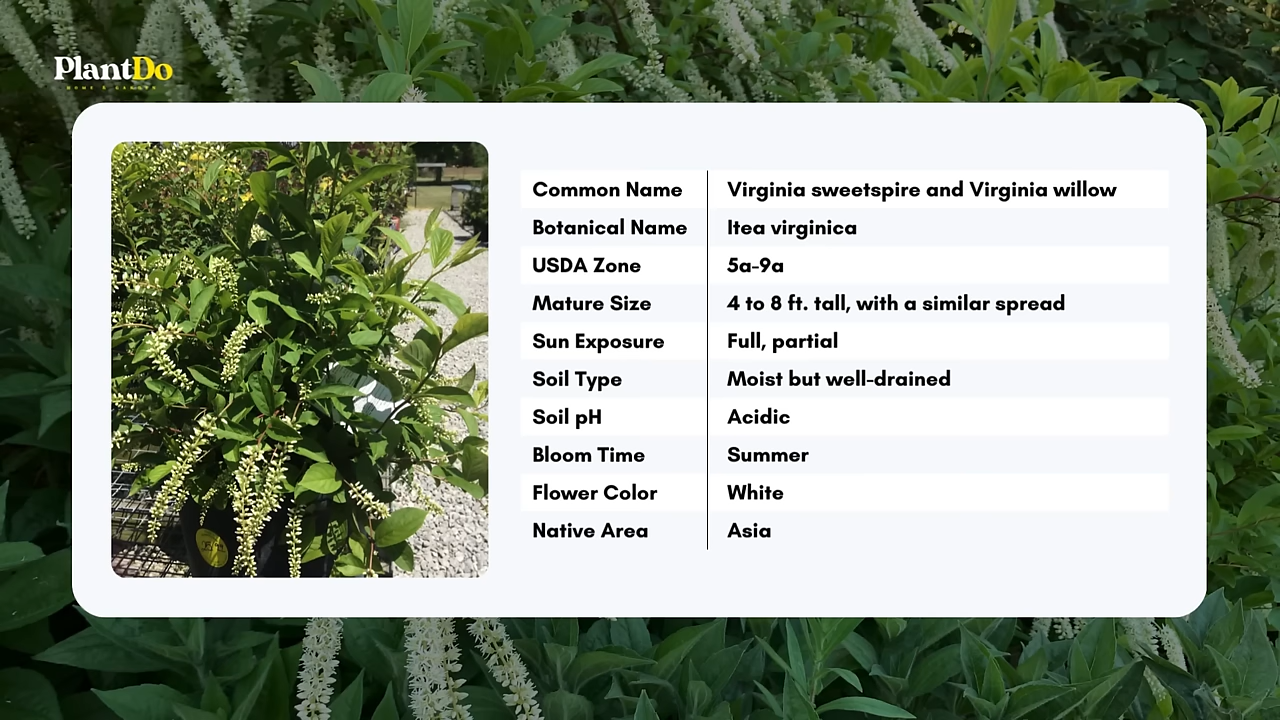 PlantDo
HOME & GARDEN
Common Name Virginia sweetspire and Virginia willow
Botanical Name Itea virginica
USDA Zone 5a-9a
Mature Size 4 to 8 ft. tall, with a similar spread
Sun Exposure Full, partial
Soil Type Moist but well-drained
Soil pH Acidic
Bloom Time Summer
Flower Color White
Native Area Asia